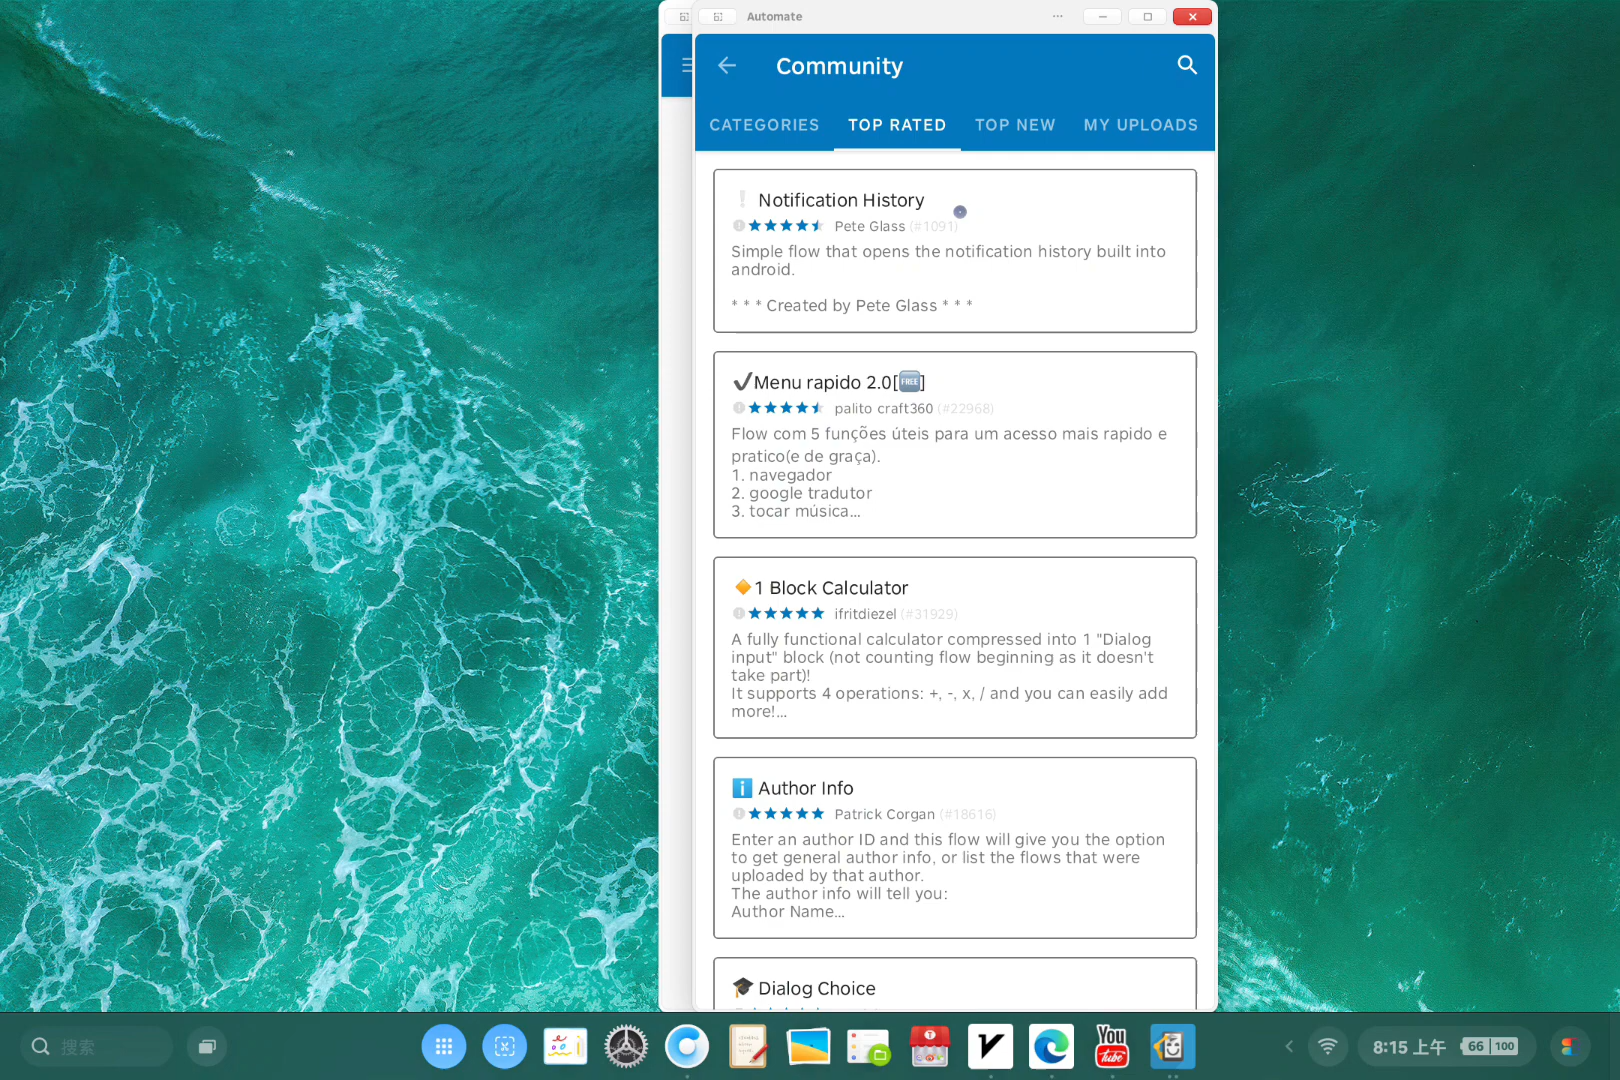 Automate
Community
CATEGORIES TOP RATED TOP NEW MY UPLOADS
❕ Notification History
Pete Glass (#1091)
Simple flow that opens the notification history built into
android.
* * * Created by Pete Glass * * *
✔Menu rapido 2.0[🆓]
palito craft360 (#22968)
Flow com 5 funções úteis para um acesso mais rapido e
pratico(e de graça).
1. navegador
2. google tradutor
3. tocar música...
🔶1 Block Calculator
ifritdiezel (#31929)
A fully functional calculator compressed into 1 "Dialog
input" block (not counting flow beginning as it doesn't
take part)!
It supports 4 operations: +, -, x, / and you can easily add
more!...
ℹ Author Info
Patrick Corgan (#18616)
Enter an author ID and this flow will give you the option
to get general author info, or list the flows that were
uploaded by that author.
The author info will tell you:
Author Name...
🎓 Dialog Choice
搜索
You
Tube
8:15 上午
66 100